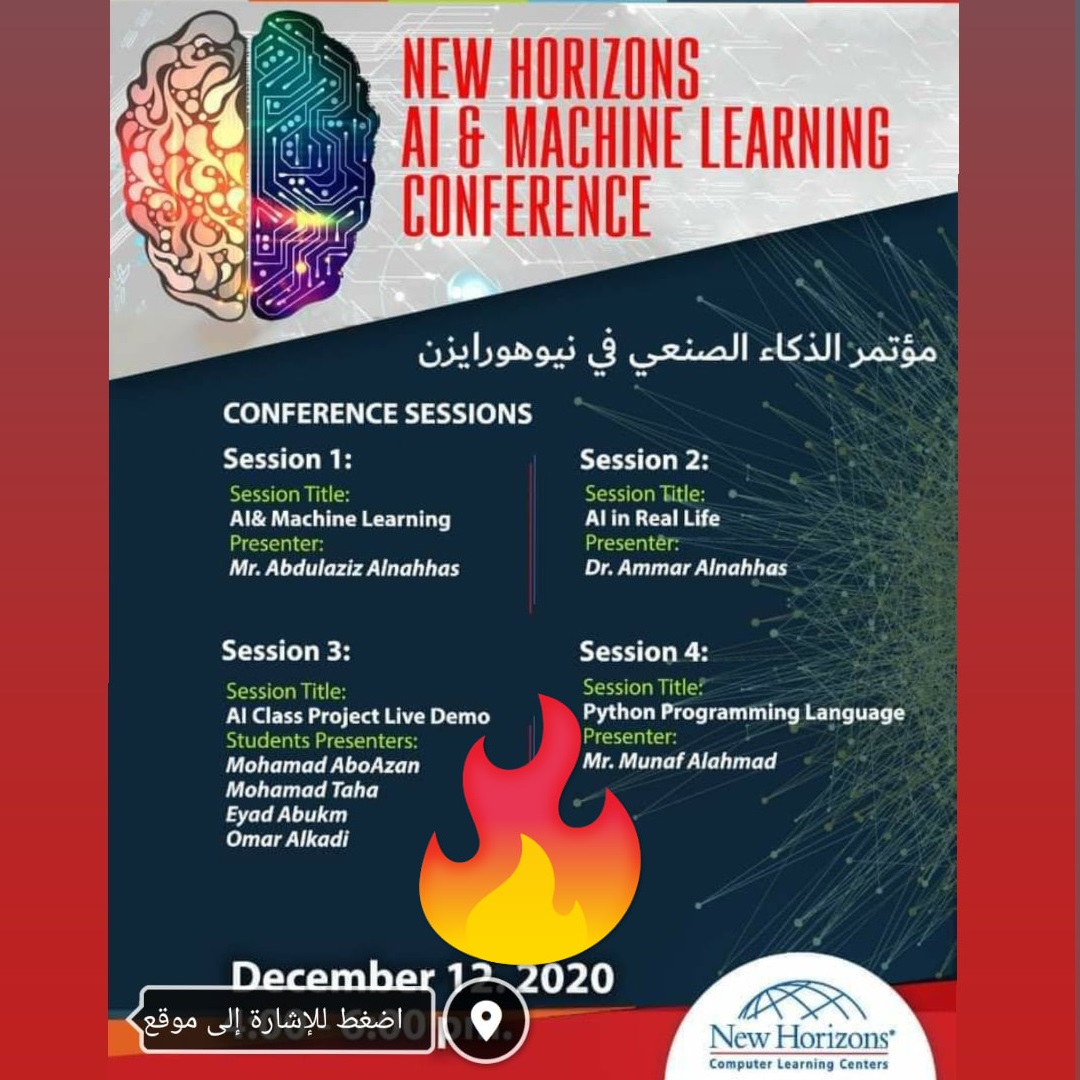 NEW HORIZONS
AI & MACHINE LEARNING
CONFERENCE
مؤتمر الذكاء الصنعي في نيوهورايزن
CONFERENCE SESSIONS
Session 1:
Session Title:
AI& Machine Learning
Presenter:
Mr. Abdulaziz Alnahhas
Session 2:
Session Title:
AI in Real Life
Presenter:
Dr. Ammar Alnahhas
Session 3:
Session Title:
AI Class Project Live Demo
Students Presenters:
Mohamad AboAzan
Mohamad Taha
Eyad Abukm
Omar Alkadi
Session 4:
Session Title:
Python Programming Language
Presenter:
Mr. Munaf Alahmad
December 12, 2020
اضغط للإشارة إلى موقع
New Horizons®
Computer Learning Centers